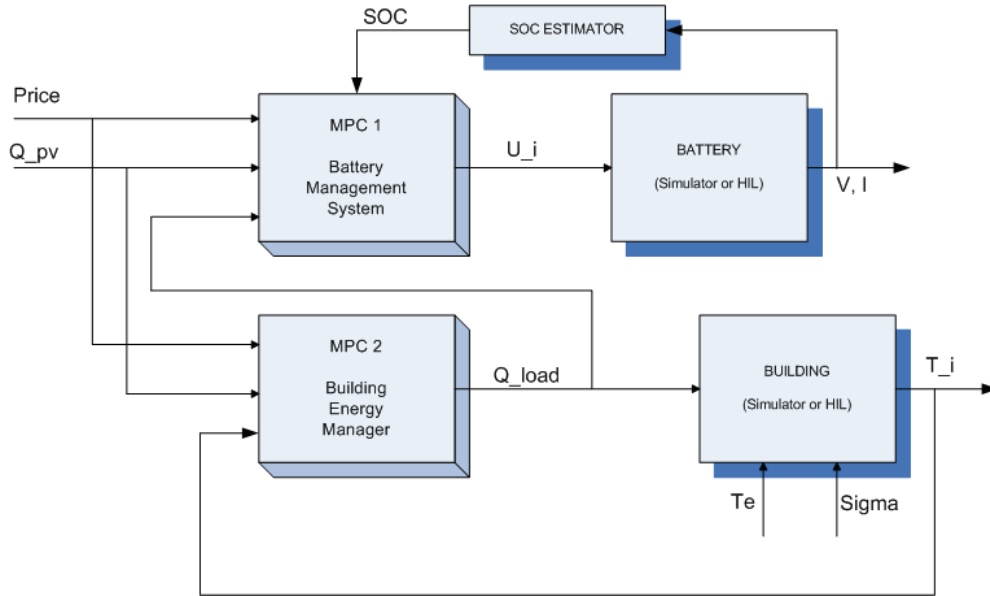 SOC
SOC ESTIMATOR
Price
Q_pv
MPC 1
Battery
Management
System
U_i
BATTERY
(Simulator or HIL)
V, I
MPC 2
Building
Energy
Manager
Q_load
BUILDING
(Simulator or HIL)
T_i
Te
Sigma